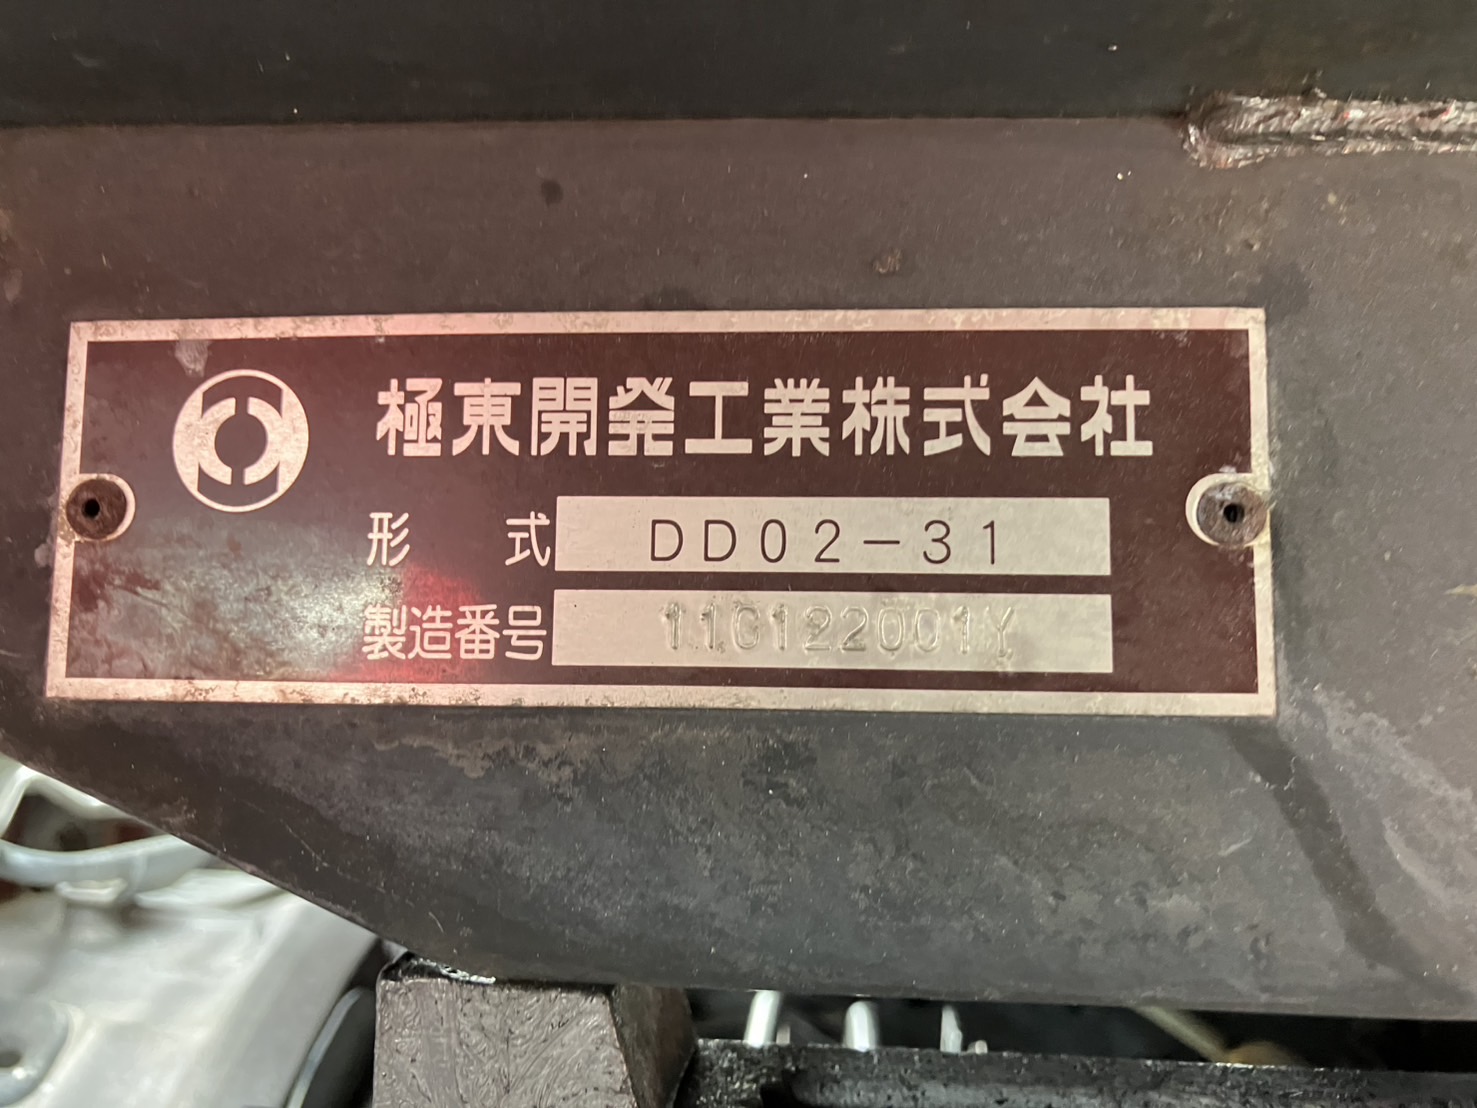 極東開発工業株式会社
形 式 DD02-31
製造番号 11C122001Y